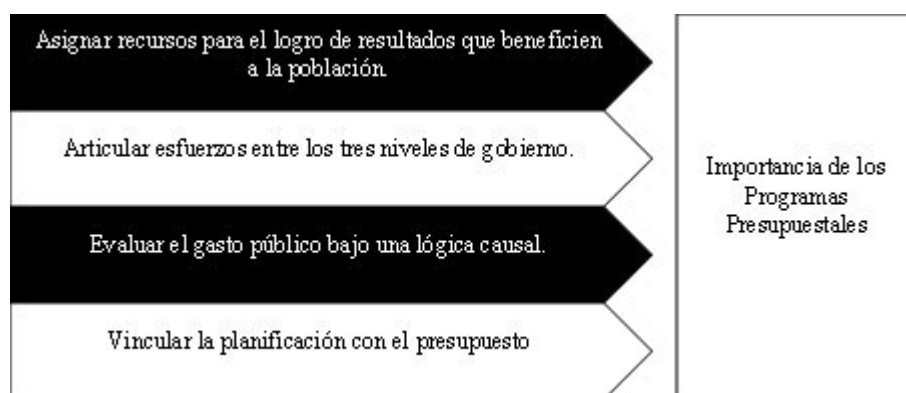 Asignar recursos para el logro de resultados que beneficien
a la población.
Articular esfuerzos entre los tres niveles de gobierno.
Evaluar el gasto público bajo una lógica causal.
Vincular la planificación con el presupuesto
Importancia de los
Programas
Presupuestales